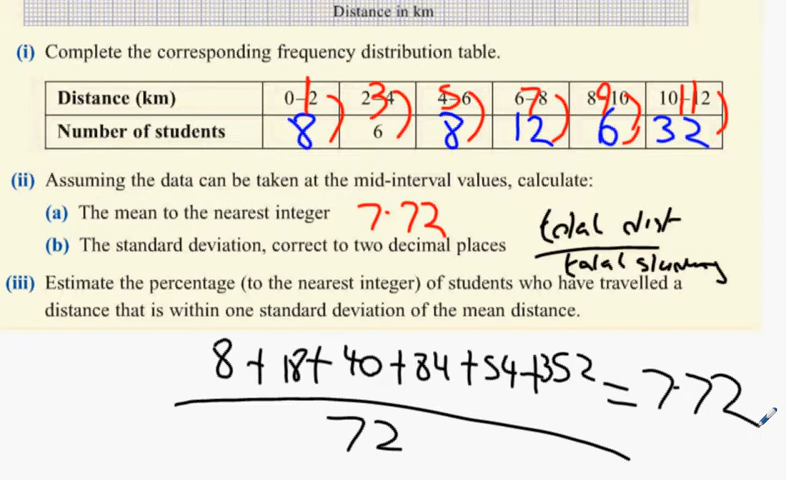 Distance in km
(i) Complete the corresponding frequency distribution table.
Distance (km) 0–2 1 2–4 3 4–6 5 6–8 7 8–10 9 10–12 11
Number of students 8 6 8 12 6 32
(ii) Assuming the data can be taken at the mid-interval values, calculate:
(a) The mean to the nearest integer 7.72
(b) The standard deviation, correct to two decimal places
total dist
total students
(iii) Estimate the percentage (to the nearest integer) of students who have travelled a
distance that is within one standard deviation of the mean distance.
8 + 18 + 40 + 84 + 54 + 352 = 7.72
72